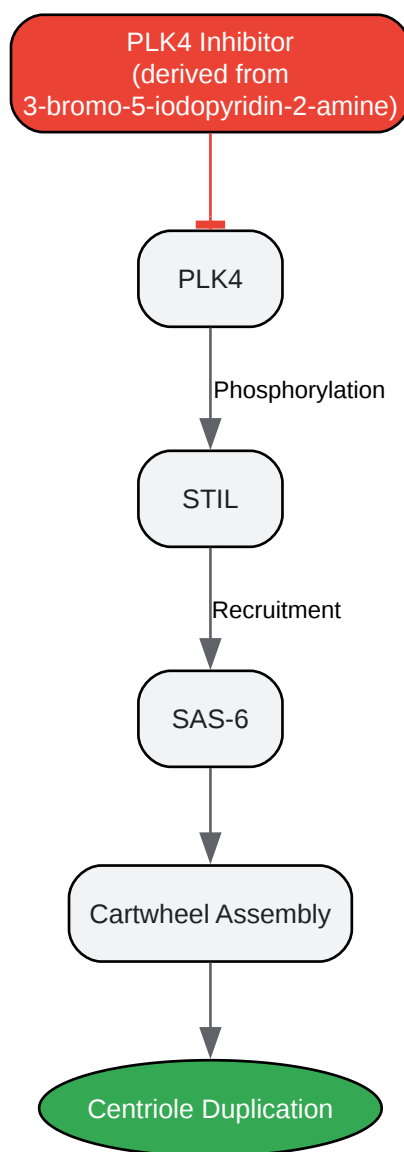 PLK4 Inhibitor
(derived from
3-bromo-5-iodopyridin-2-amine)
PLK4
Phosphorylation
STIL
Recruitment
SAS-6
Cartwheel Assembly
Centriole Duplication